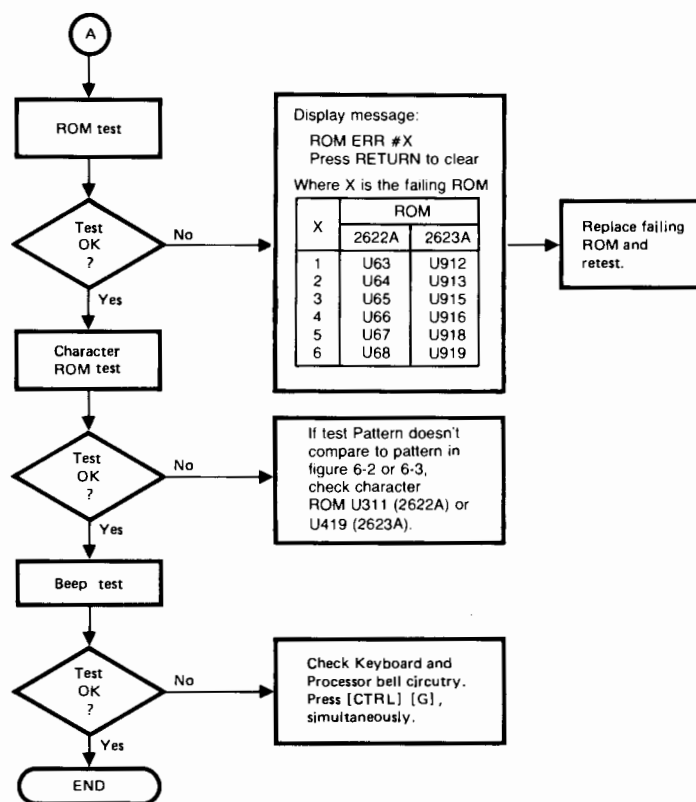 A
ROM test
Test
OK
?
No
Yes
Display message:
ROM ERR #X
Press RETURN to clear
Where X is the failing ROM
X ROM
2622A 2623A
1 U63 U912
2 U64 U913
3 U65 U915
4 U66 U916
5 U67 U918
6 U68 U919
Replace failing
ROM and
retest.
Character
ROM test
Test
OK
?
No
Yes
If test Pattern doesn't
compare to pattern in
figure 6-2 or 6-3,
check character
ROM U311 (2622A) or
U419 (2623A).
Beep test
Test
OK
?
No
Yes
Check Keyboard and
Processor bell circutry.
Press [CTRL] [G],
simultaneously.
END